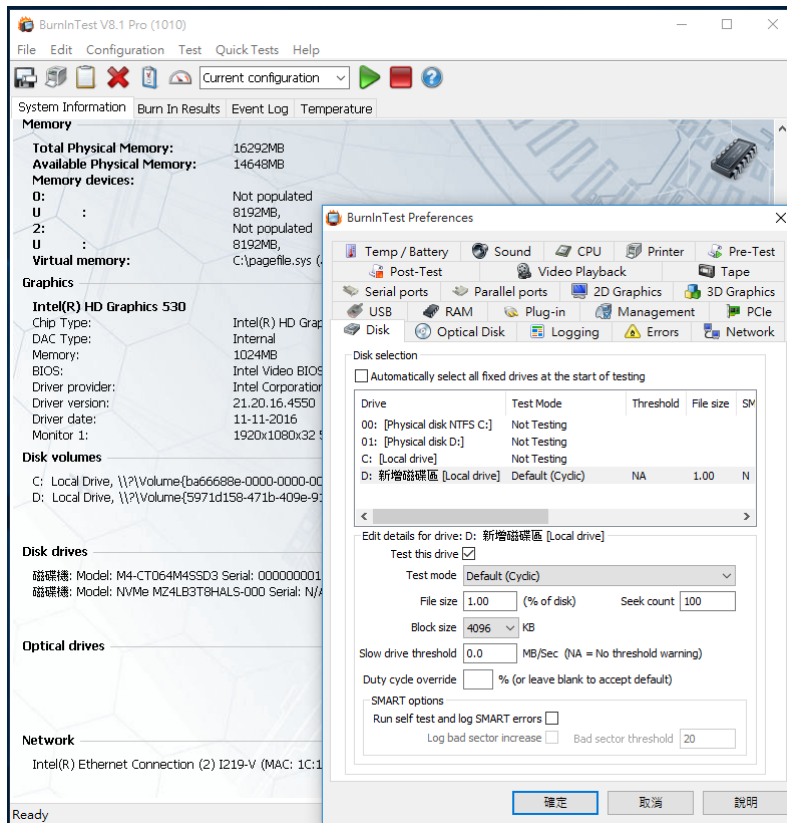 BurnInTest V8.1 Pro (1010)
File Edit Configuration Test Quick Tests Help
Current configuration
System Information Burn In Results Event Log Temperature
Memory
Total Physical Memory: 16292MB
Available Physical Memory: 14648MB
Memory devices:
0: Not populated
U : 8192MB,
2: Not populated
U : 8192MB,
Virtual memory: C:\pagefile.sys (
Graphics
Intel(R) HD Graphics 530
Chip Type: Intel(R) HD Grap
DAC Type: Internal
Memory: 1024MB
BIOS: Intel Video BIOS
Driver provider: Intel Corporation
Driver version: 21.20.16.4550
Driver date: 11-11-2016
Monitor 1: 1920x1080x32
Disk volumes
C: Local Drive, \\?\Volume{ba66688e-0000-0000-00
D: Local Drive, \\?\Volume{5971d158-471b-409e-91
Disk drives
磁碟機: Model: M4-CT064M4SSD3 Serial: 000000001
磁碟機: Model: NVMe MZ4LB3T8HALS-000 Serial: N/A
Optical drives
Network
Intel(R) Ethernet Connection (2) I219-V (MAC: 1C:1
Ready
BurnInTest Preferences
Temp / Battery Sound CPU Printer Pre-Test
Post-Test Video Playback Tape
Serial ports Parallel ports 2D Graphics 3D Graphics
USB RAM Plug-in Management PCIe
Disk Optical Disk Logging Errors Network
Disk selection
Automatically select all fixed drives at the start of testing
Drive Test Mode Threshold File size SM
00: [Physical disk NTFS C:] Not Testing
01: [Physical disk D:] Not Testing
C: [Local drive] Not Testing
D: 新增磁碟區 [Local drive] Default (Cyclic) NA 1.00 N
Edit details for drive: D: 新增磁碟區 [Local drive]
Test this drive
Test mode Default (Cyclic)
File size 1.00 (% of disk) Seek count 100
Block size 4096 KB
Slow drive threshold 0.0 MB/Sec (NA = No threshold warning)
Duty cycle override % (or leave blank to accept default)
SMART options
Run self test and log SMART errors
Log bad sector increase Bad sector threshold 20
確定 取消 說明